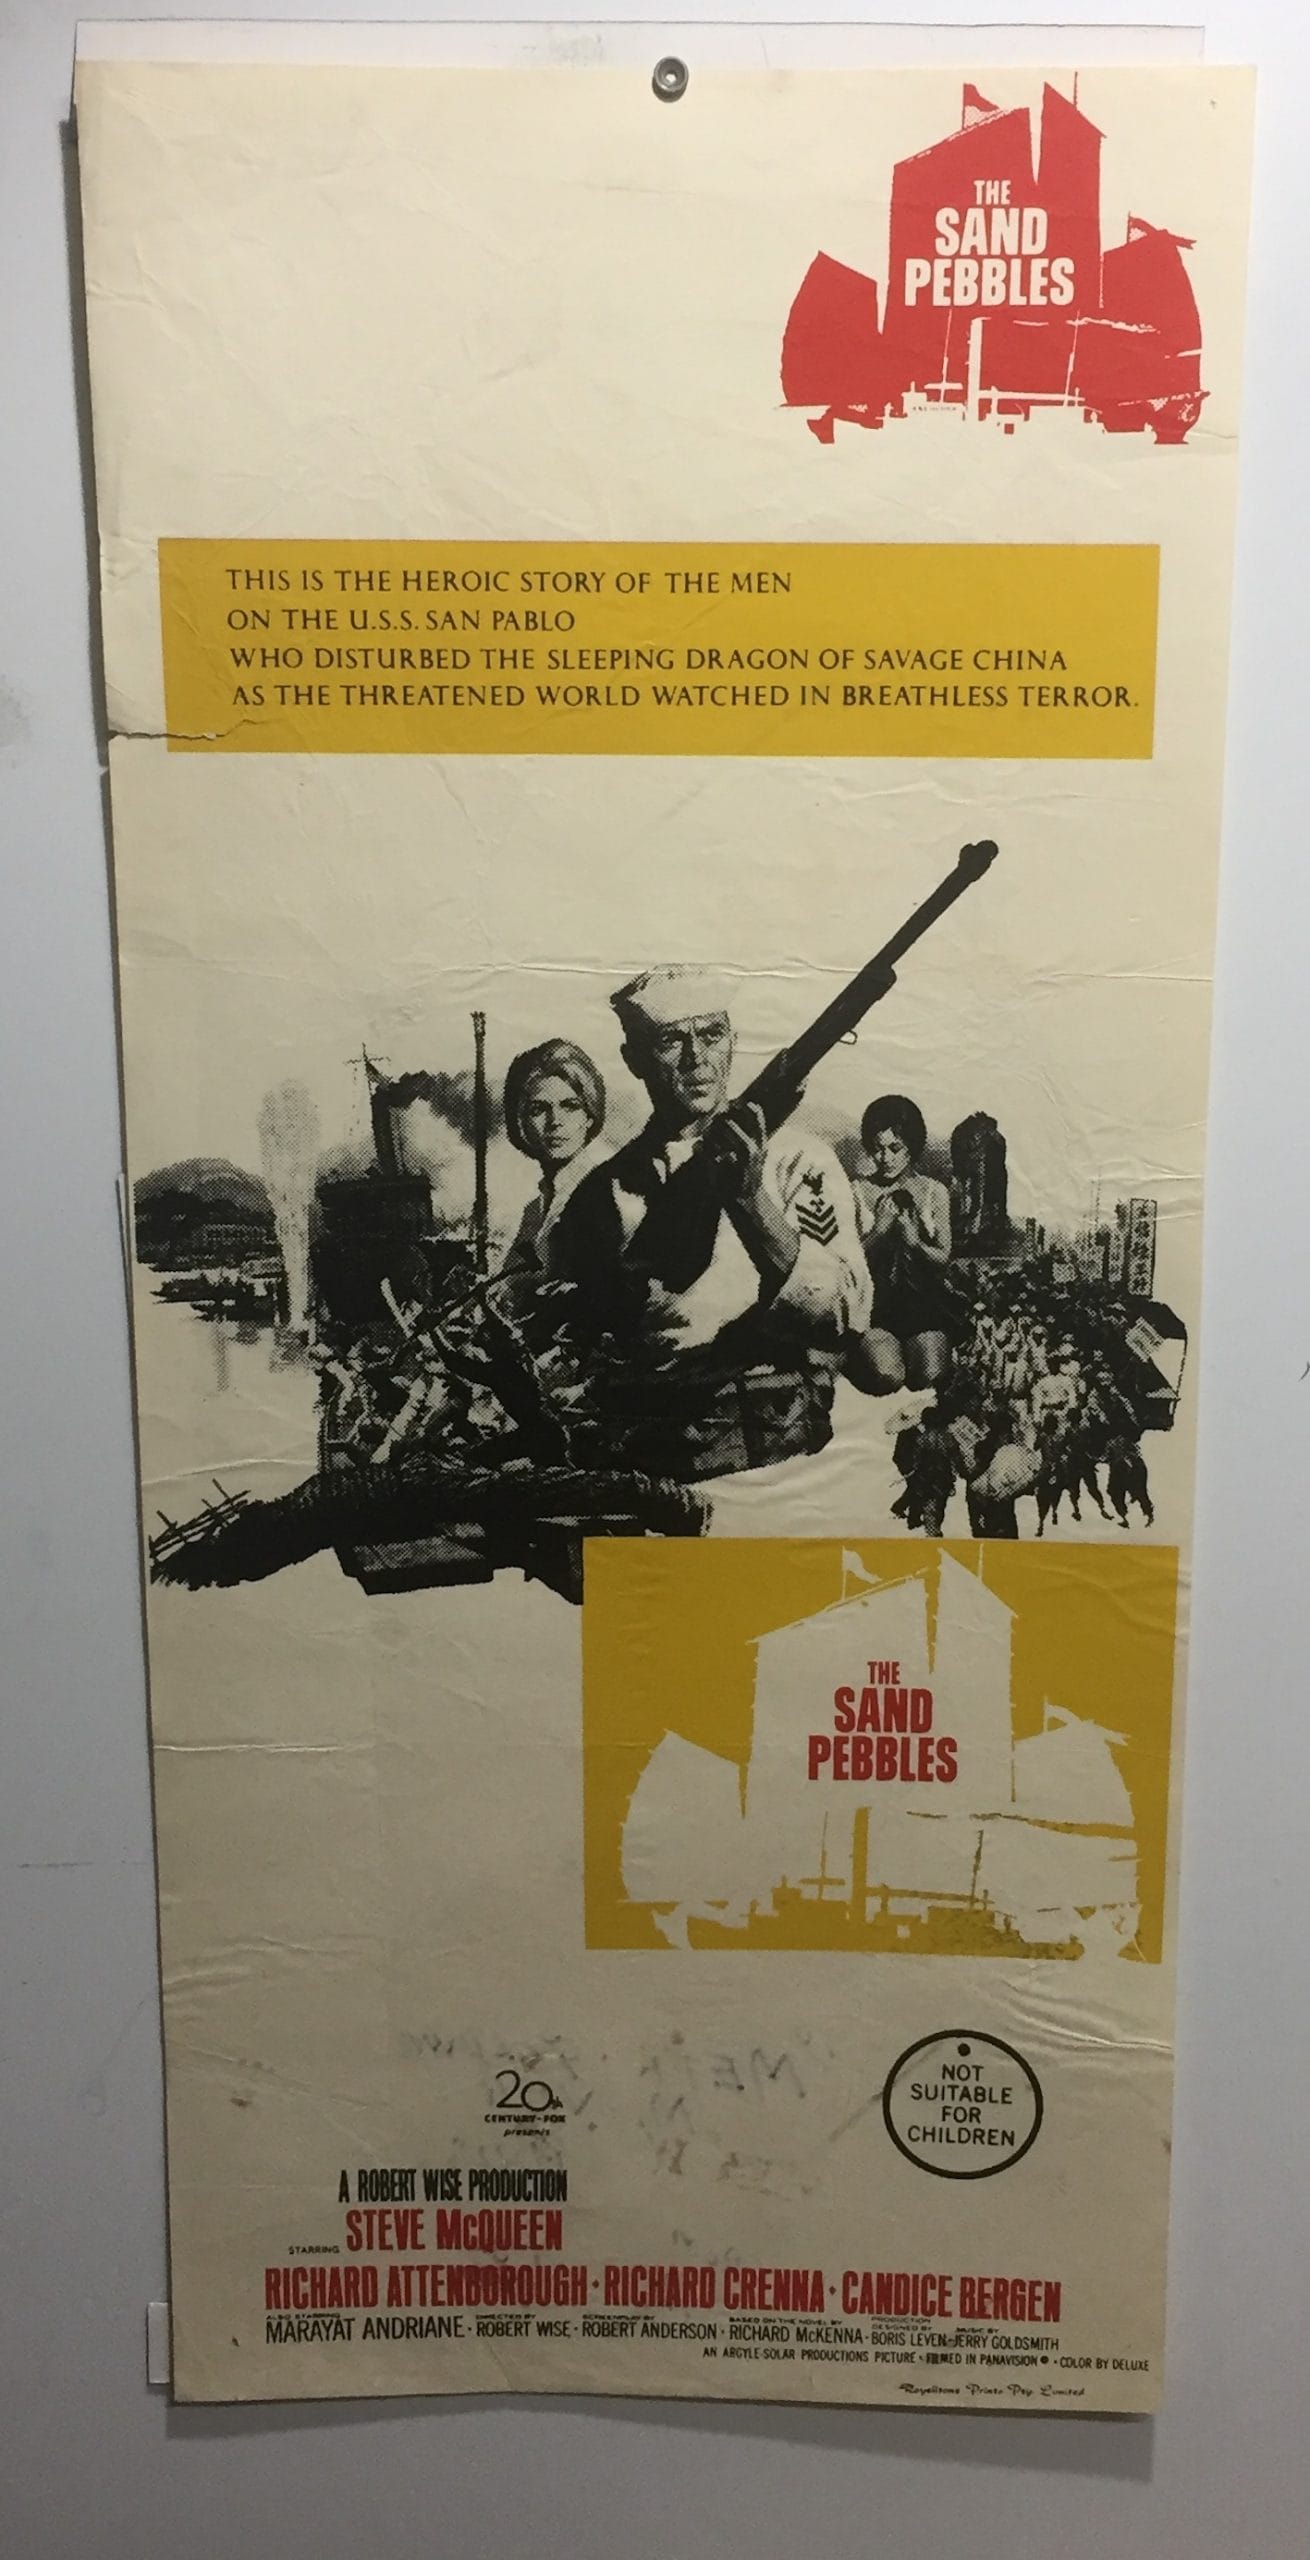 THE
SAND
PEBBLES
THIS IS THE HEROIC STORY OF THE MEN
ON THE U.S.S. SAN PABLO
WHO DISTURBED THE SLEEPING DRAGON OF SAVAGE CHINA
AS THE THREATENED WORLD WATCHED IN BREATHLESS TERROR.
THE
SAND
PEBBLES
NOT
SUITABLE
FOR
CHILDREN
20th
CENTURY-FOX
presents
A ROBERT WISE PRODUCTION
STARRING STEVE McQUEEN
RICHARD ATTENBOROUGH · RICHARD CRENNA · CANDICE BERGEN
ALSO STARRING DIRECTED BY SCREENPLAY BY BASED ON THE NOVEL BY PRODUCTION DESIGNED BY MUSIC BY
MARAYAT ANDRIANE · ROBERT WISE · ROBERT ANDERSON · RICHARD McKENNA · BORIS LEVEN · JERRY GOLDSMITH
AN ARGYLE-SOLAR PRODUCTIONS PICTURE · FILMED IN PANAVISION · COLOR BY DELUXE
Prints Pty Limited